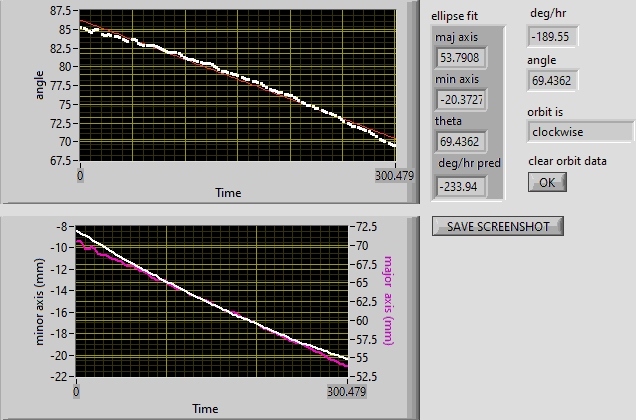 87.5
85
82.5
80
77.5
75
72.5
70
67.5
angle
0
300.479
Time
ellipse fit
maj axis
53.7908
min axis
-20.3727
theta
69.4362
deg/hr pred
-233.94
deg/hr
-189.55
angle
69.4362
orbit is
clockwise
clear orbit data
OK
SAVE SCREENSHOT
-8
-10
-12
-14
-16
-18
-20
-22
minor axis (mm)
72.5
70
67.5
65
62.5
60
57.5
55
52.5
major axis (mm)
0
300.479
Time